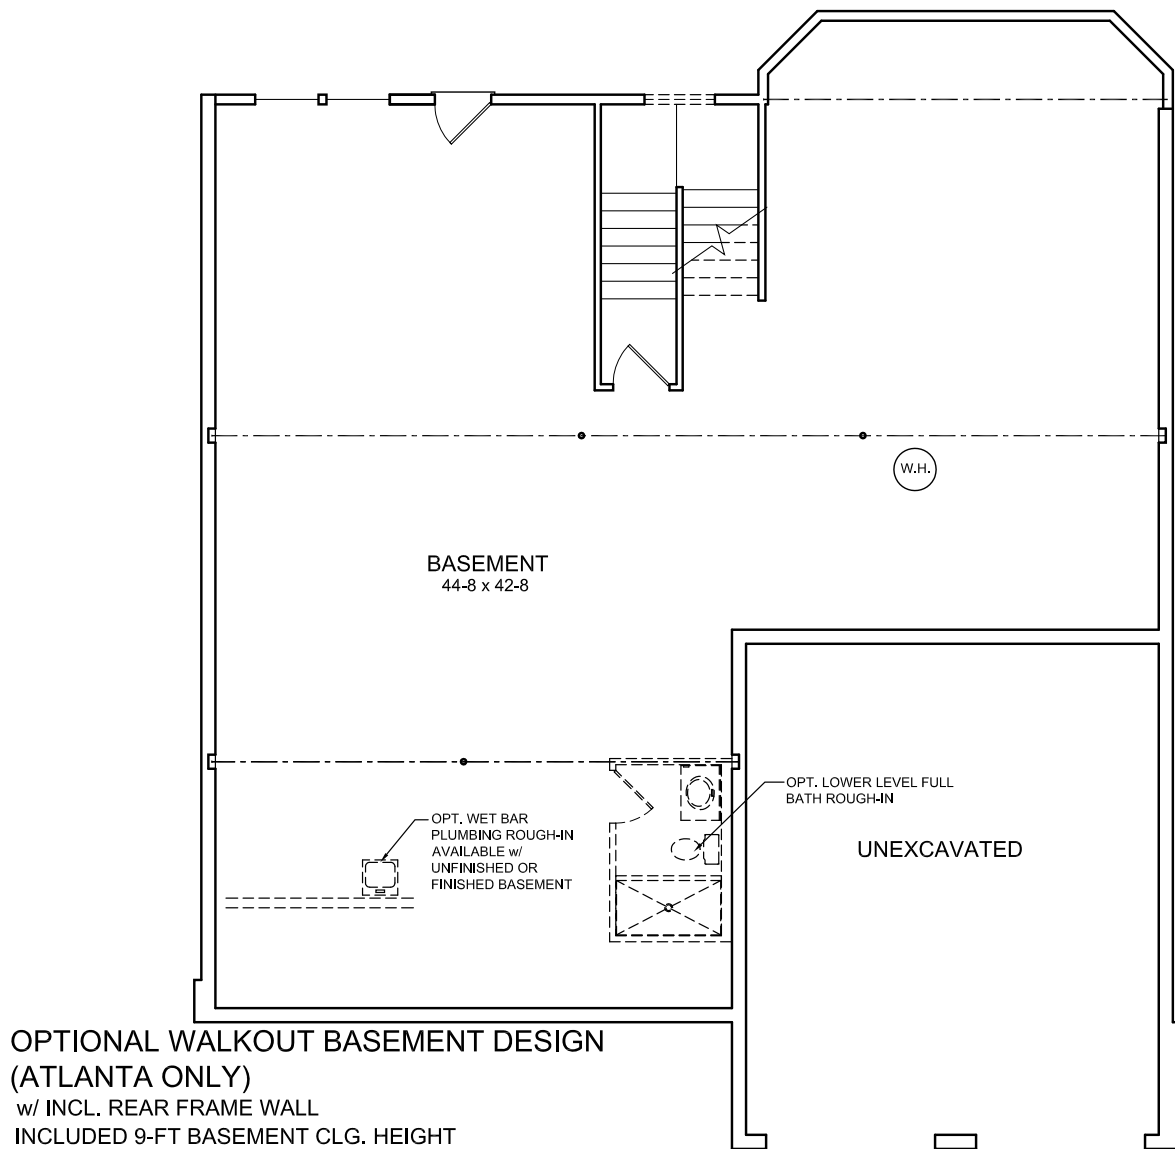 W.H.
BASEMENT
44-8 x 42-8
OPT. LOWER LEVEL FULL
BATH ROUGH-IN
OPT. WET BAR
PLUMBING ROUGH-IN
AVAILABLE w/
UNFINISHED OR
FINISHED BASEMENT
UNEXCAVATED
OPTIONAL WALKOUT BASEMENT DESIGN
(ATLANTA ONLY)
w/ INCL. REAR FRAME WALL
INCLUDED 9-FT BASEMENT CLG. HEIGHT